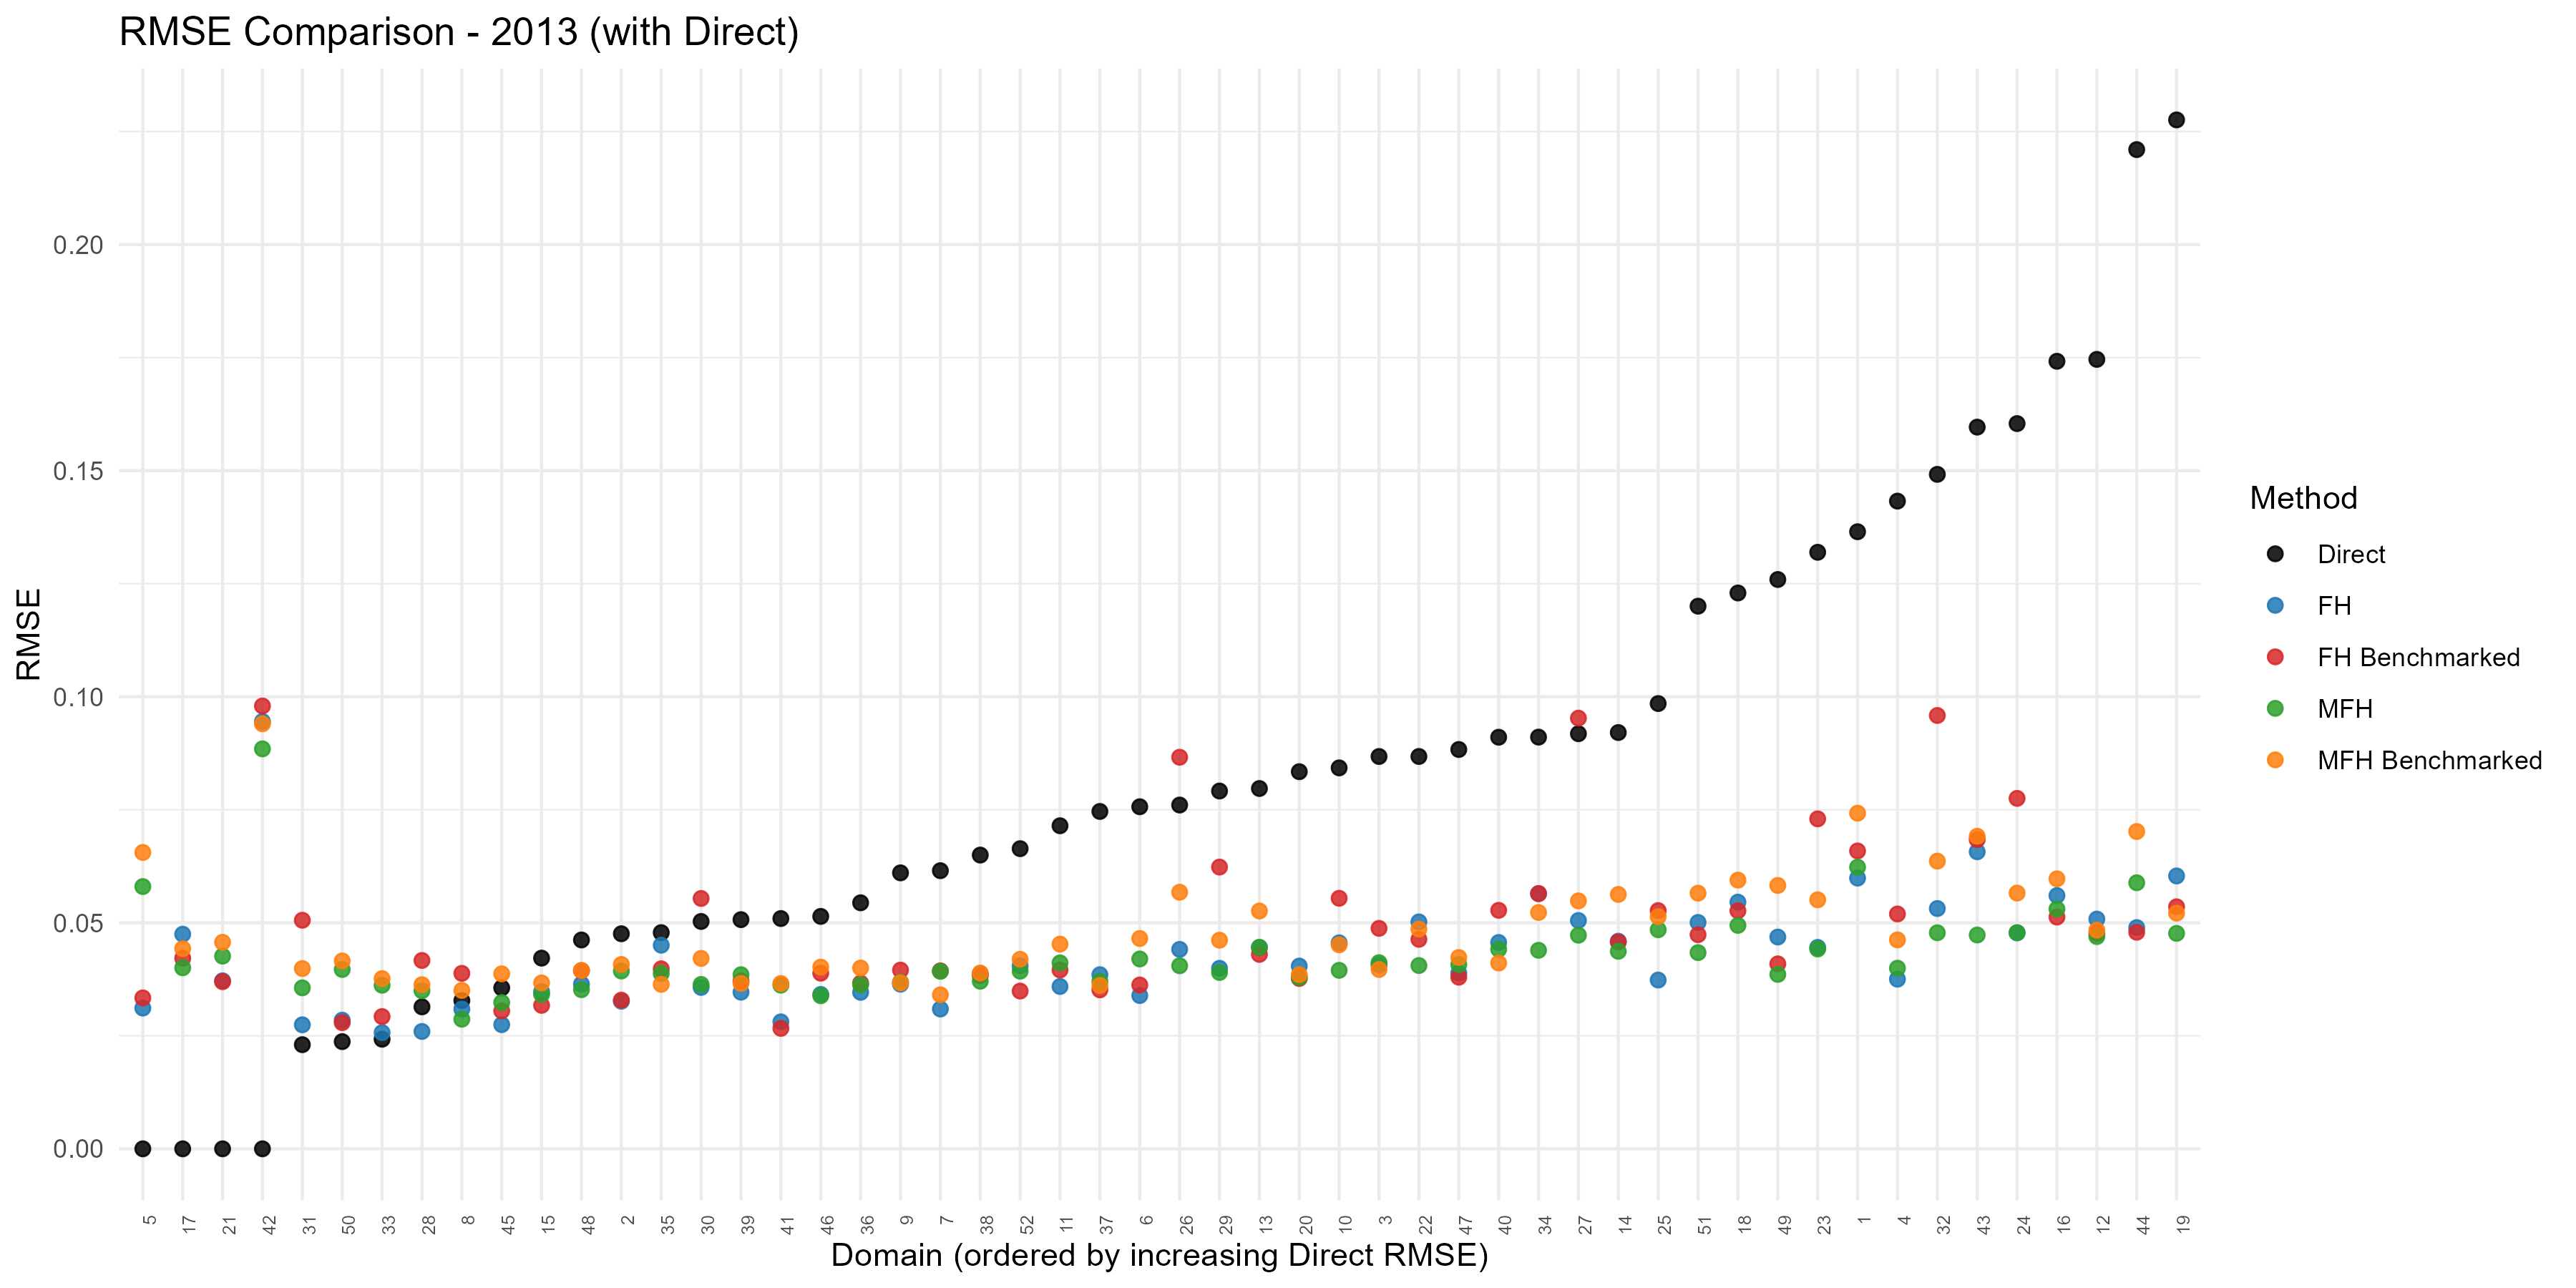 RMSE Comparison - 2013 (with Direct)
RMSE
0.20
0.15
0.10
0.05
0.00
5 17 21 42 31 50 33 28 8 45 15 48 2 35 30 39 41 46 36 9 7 38 52 11 37 6 26 29 13 20 10 3 22 47 40 34 27 14 25 51 18 49 23 1 4 32 43 24 16 12 44 19
Domain (ordered by increasing Direct RMSE)
Method
Direct
FH
FH Benchmarked
MFH
MFH Benchmarked